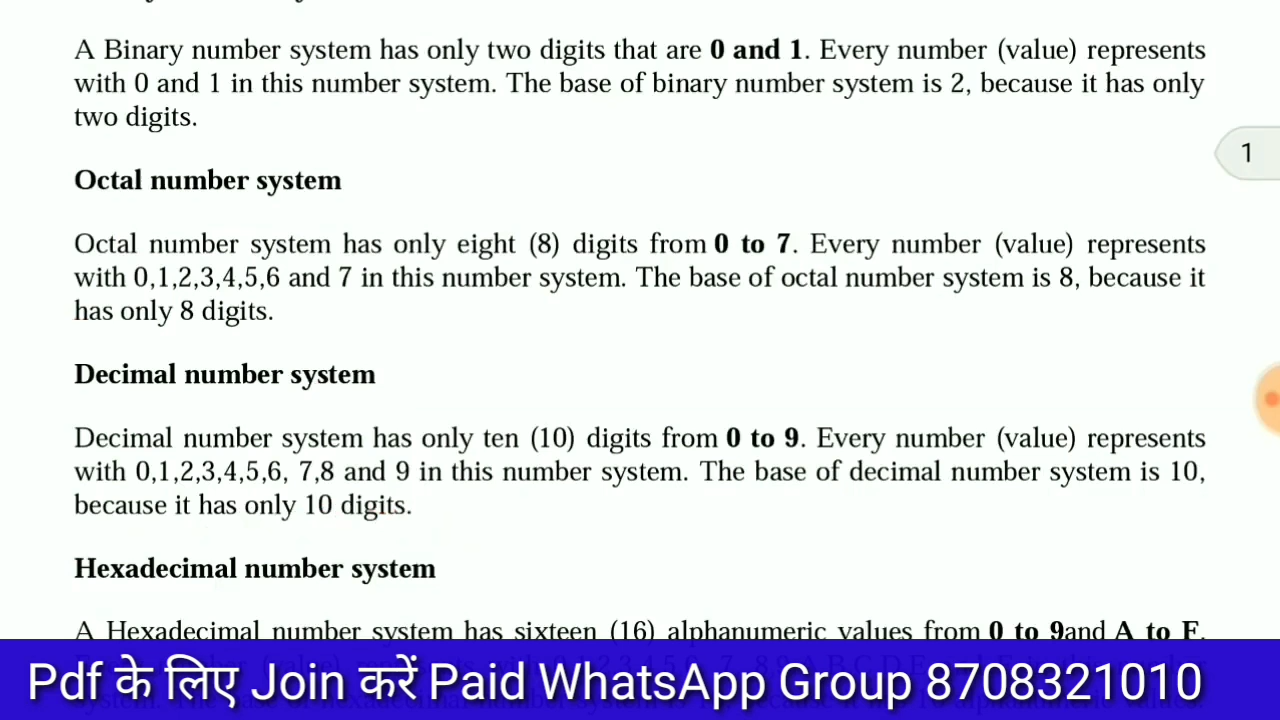 A Binary number system has only two digits that are 0 and 1. Every number (value) represents
with 0 and 1 in this number system. The base of binary number system is 2, because it has only
two digits.
1
Octal number system
Octal number system has only eight (8) digits from 0 to 7. Every number (value) represents
with 0,1,2,3,4,5,6 and 7 in this number system. The base of octal number system is 8, because it
has only 8 digits.
Decimal number system
Decimal number system has only ten (10) digits from 0 to 9. Every number (value) represents
with 0,1,2,3,4,5,6, 7,8 and 9 in this number system. The base of decimal number system is 10,
because it has only 10 digits.
Hexadecimal number system
A Hexadecimal number system has sixteen (16) alphanumeric values from 0 to 9and A to F.
Pdf के लिए Join करें Paid WhatsApp Group 8708321010